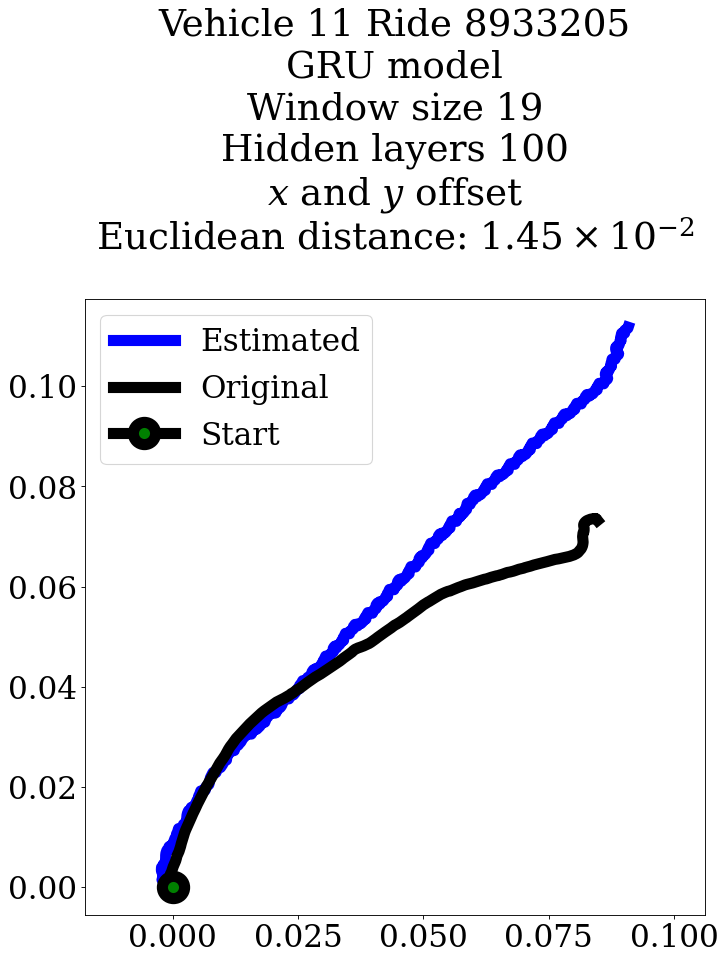 Vehicle 11 Ride 8933205
GRU model
Window size 19
Hidden layers 100
x and y offset
Euclidean distance: 1.45 × 10⁻²
Estimated
Original
Start
0.10
0.08
0.06
0.04
0.02
0.00
0.000 0.025 0.050 0.075 0.100